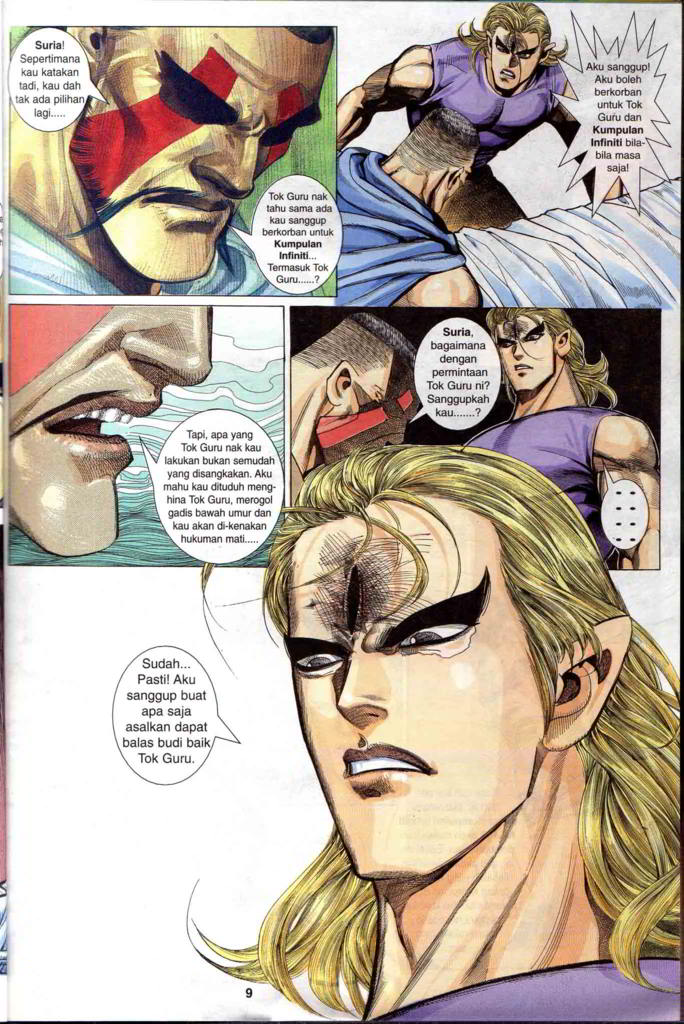 Suria!
Sepertimana
kau katakan
tadi, kau dah
tak ada pilihan
lagi.....
Tok Guru nak
tahu sama ada
kau sanggup
berkorban untuk
Kumpulan
Infiniti...
Termasuk Tok
Guru......?
Aku sanggup!
Aku boleh
berkorban
untuk Tok
Guru dan
Kumpulan
Infiniti bila-
bila masa
saja!
Tapi, apa yang
Tok Guru nak kau
lakukan bukan semudah
yang disangkakan. Aku
mahu kau dituduh meng-
hina Tok Guru, merogol
gadis bawah umur dan
kau akan di-kenakan
hukuman mati.....
Suria,
bagaimana
dengan
permintaan
Tok Guru ni?
Sanggupkah
kau.......?
Sudah...
Pasti! Aku
sanggup buat
apa saja
asalkan dapat
balas budi baik
Tok Guru.
9